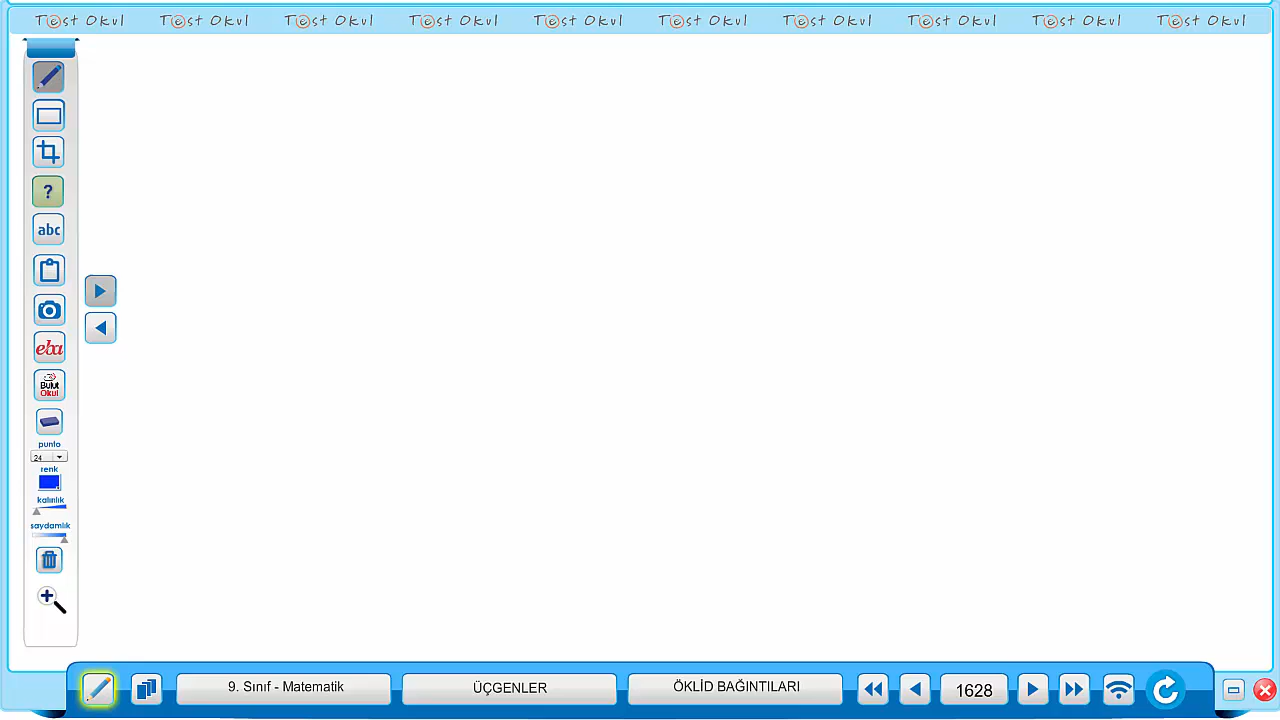 Test Okul Test Okul Test Okul Test Okul Test Okul Test Okul Test Okul Test Okul Test Okul Test Okul
?
abc
eba
Bulut
Okul
punto
24
renk
kalınlık
saydamlık
9. Sınıf - Matematik ÜÇGENLER ÖKLİD BAĞINTILARI 1628